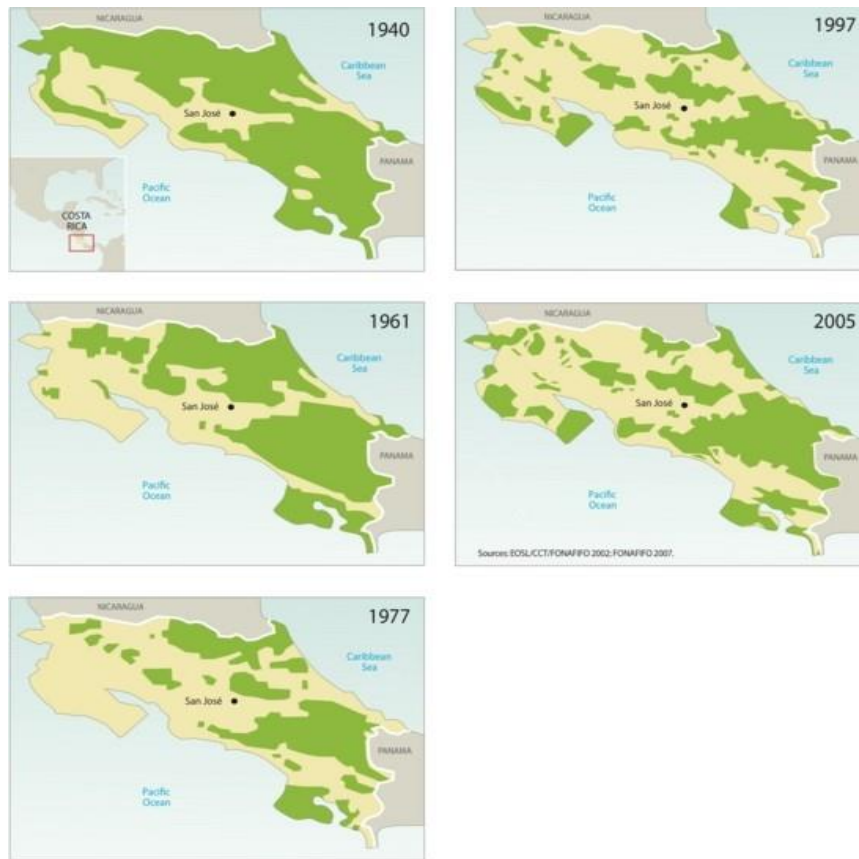 NICARAGUA
1940
Caribbean
Sea
San José
PANAMA
Pacific
Ocean
COSTA
RICA
NICARAGUA
1961
Caribbean
Sea
San José
PANAMA
Pacific
Ocean
NICARAGUA
1977
Caribbean
Sea
San José
PANAMA
Pacific
Ocean
NICARAGUA
1997
Caribbean
Sea
San José
PANAMA
Pacific
Ocean
NICARAGUA
2005
Caribbean
Sea
San José
PANAMA
Pacific
Ocean
Sources: EOSL/CCT/FONAFIFO 2002; FONAFIFO 2007.